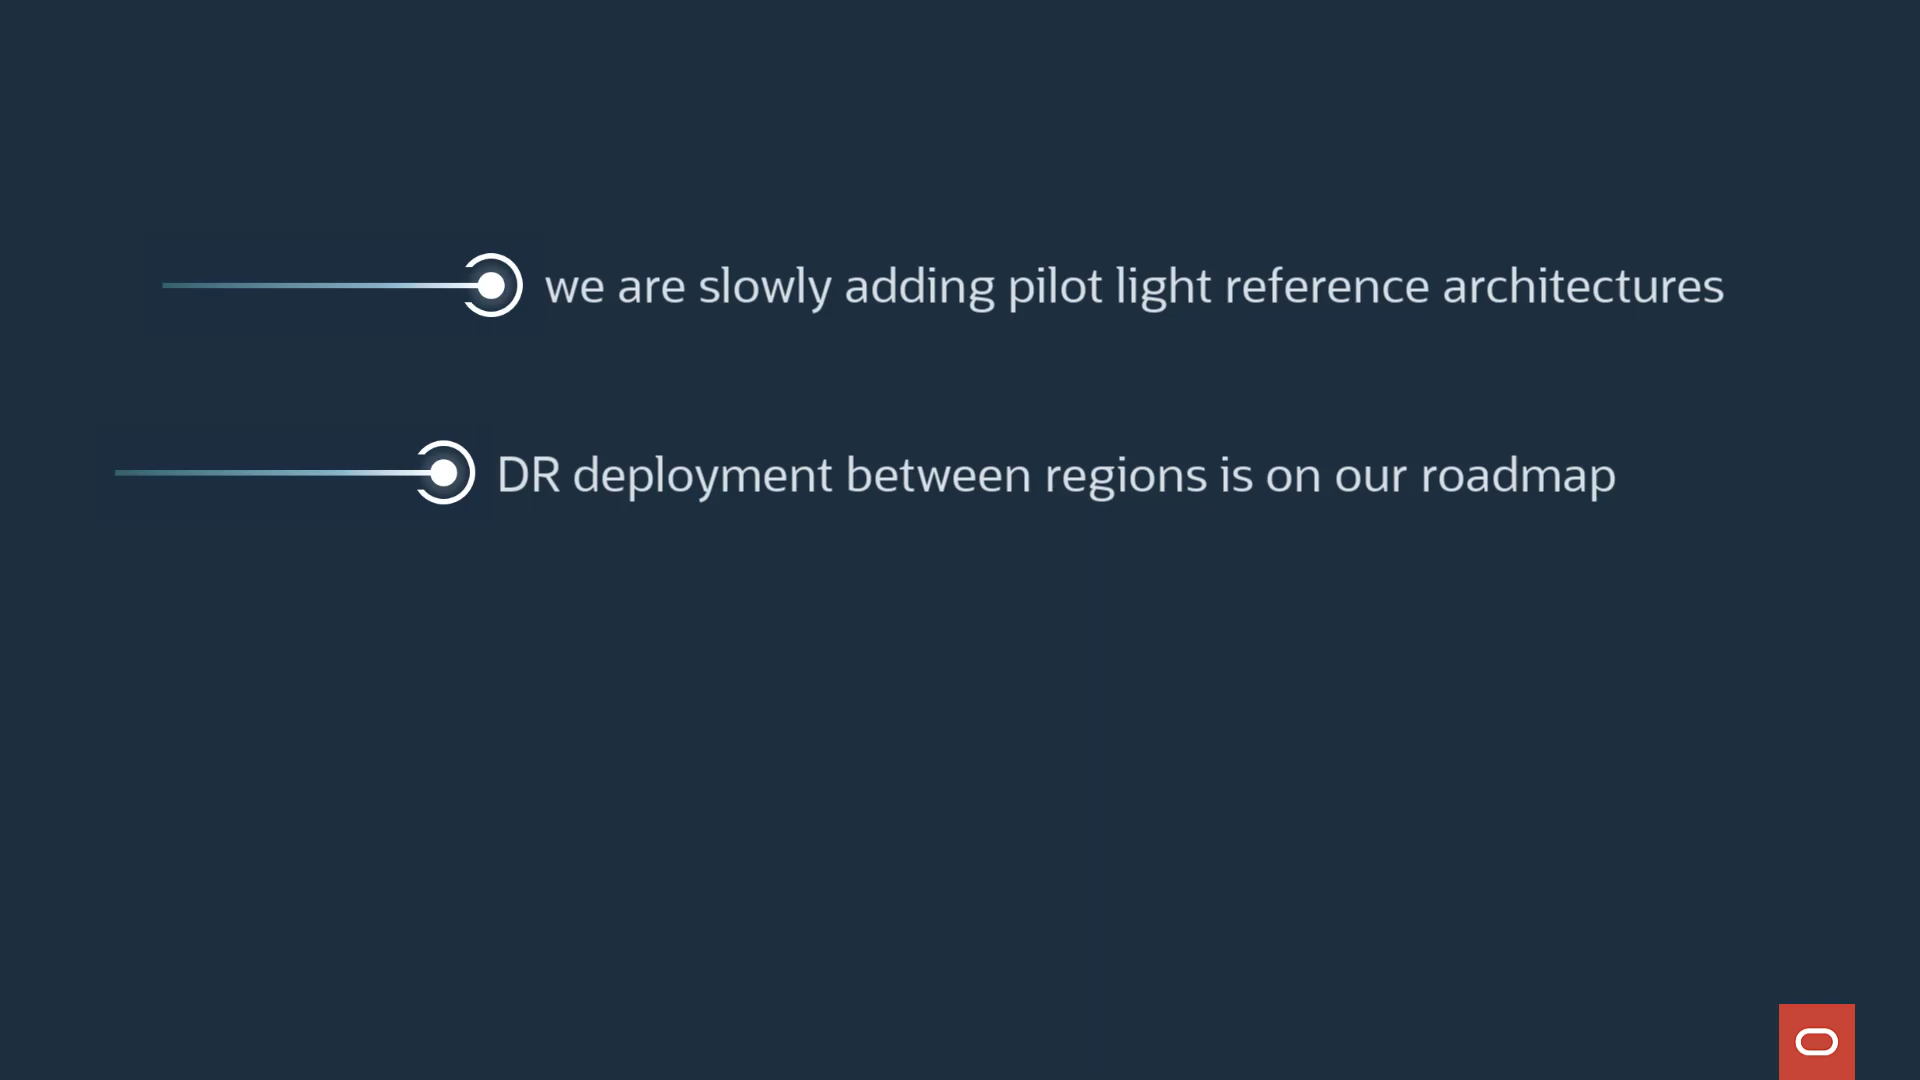 we are slowly adding pilot light reference architectures
DR deployment between regions is on our roadmap